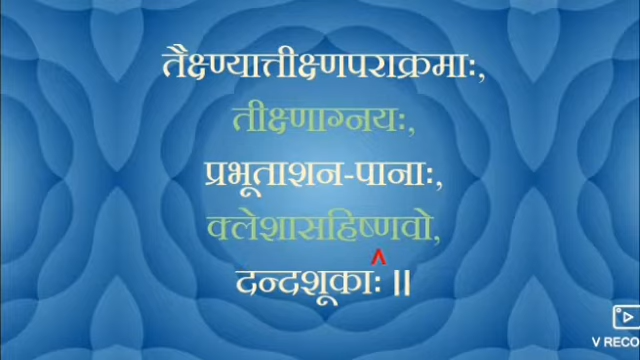 तैक्ष्ण्यात्तीक्ष्णपराक्रमाः,
तीक्ष्णाग्नयः,
प्रभूताशन-पानाः,
क्लेशासहिष्णवो,
^
दन्दशूकाः ॥
V RECO